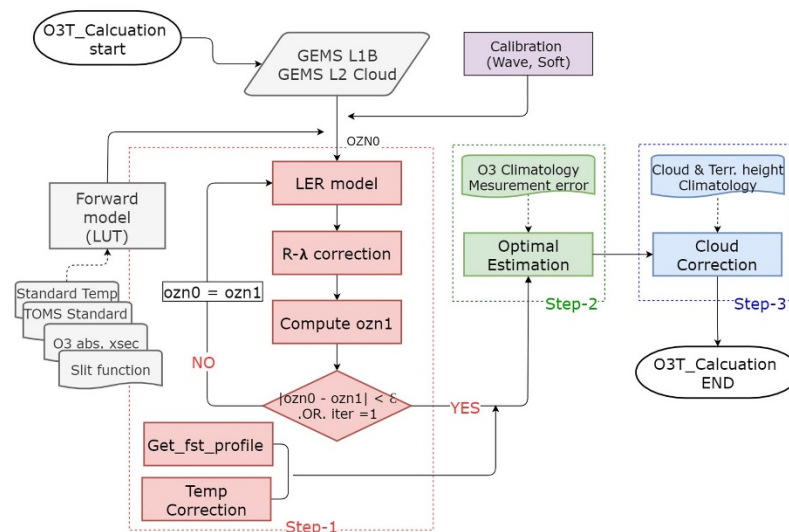 O3T_Calcuation
start
GEMS L1B
GEMS L2 Cloud
Calibration
(Wave, Soft)
OZN0
LER model
O3 Climatology
Mesurement error
Cloud & Terr. height
Climatology
Forward
model
(LUT)
R-λ correction
Optimal
Estimation
Cloud
Correction
Standard Temp
TOMS Standard
O3 abs. xsec
Slit function
ozn0 = ozn1
Compute ozn1
Step-2
Step-3
NO
|ozn0 - ozn1| < ε
.OR. iter =1
YES
O3T_Calcuation
END
Get_fst_profile
Temp
Correction
Step-1